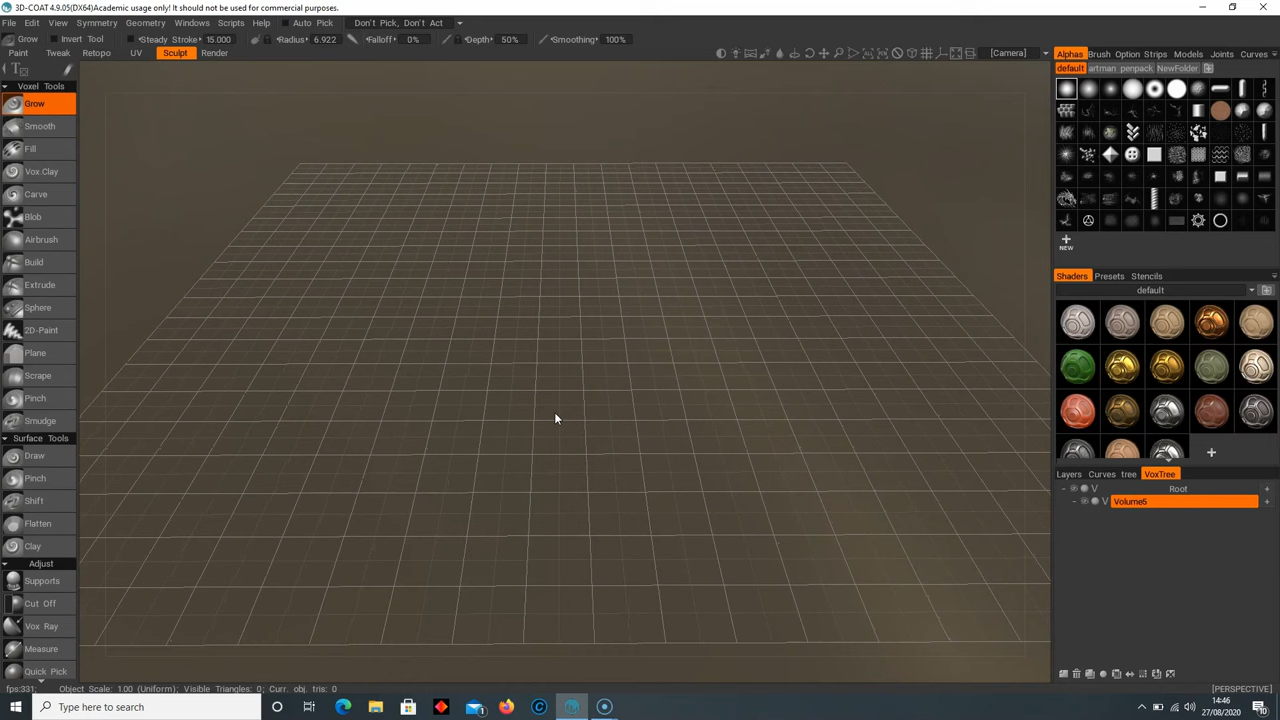 3D-COAT 4.9.05(DX64)Academic usage only! It should not be used for commercial purposes.
File Edit View Symmetry Geometry Windows Scripts Help Auto Pick Don't Pick, Don't Act
Grow Invert Tool Steady Stroke 15.000 Radius 6.922 Falloff 0% Depth 50% Smoothing 100%
Paint Tweak Retopo UV Sculpt Render [Camera]
Alphas Brush Option Strips Models Joints Curves
default artman penpack NewFolder
Voxel Tools
Grow
Smooth
Fill
Vox.Clay
Carve
Blob
Airbrush
Build
Extrude
Sphere
2D-Paint
Plane
Scrape
Pinch
Smudge
Surface Tools
Draw
Pinch
Shift
Flatten
Clay
Adjust
Supports
Cut Off
Vox Ray
Measure
Quick Pick
NEW
Shaders Presets Stencils
default
Layers Curves tree VoxTree
V Root
V Volume5
fps:331; Object Scale: 1.00 (Uniform); Visible Triangles: 0; Curr. obj. tris: 0
[PERSPECTIVE]
Type here to search
14:46
27/08/2020
1
10